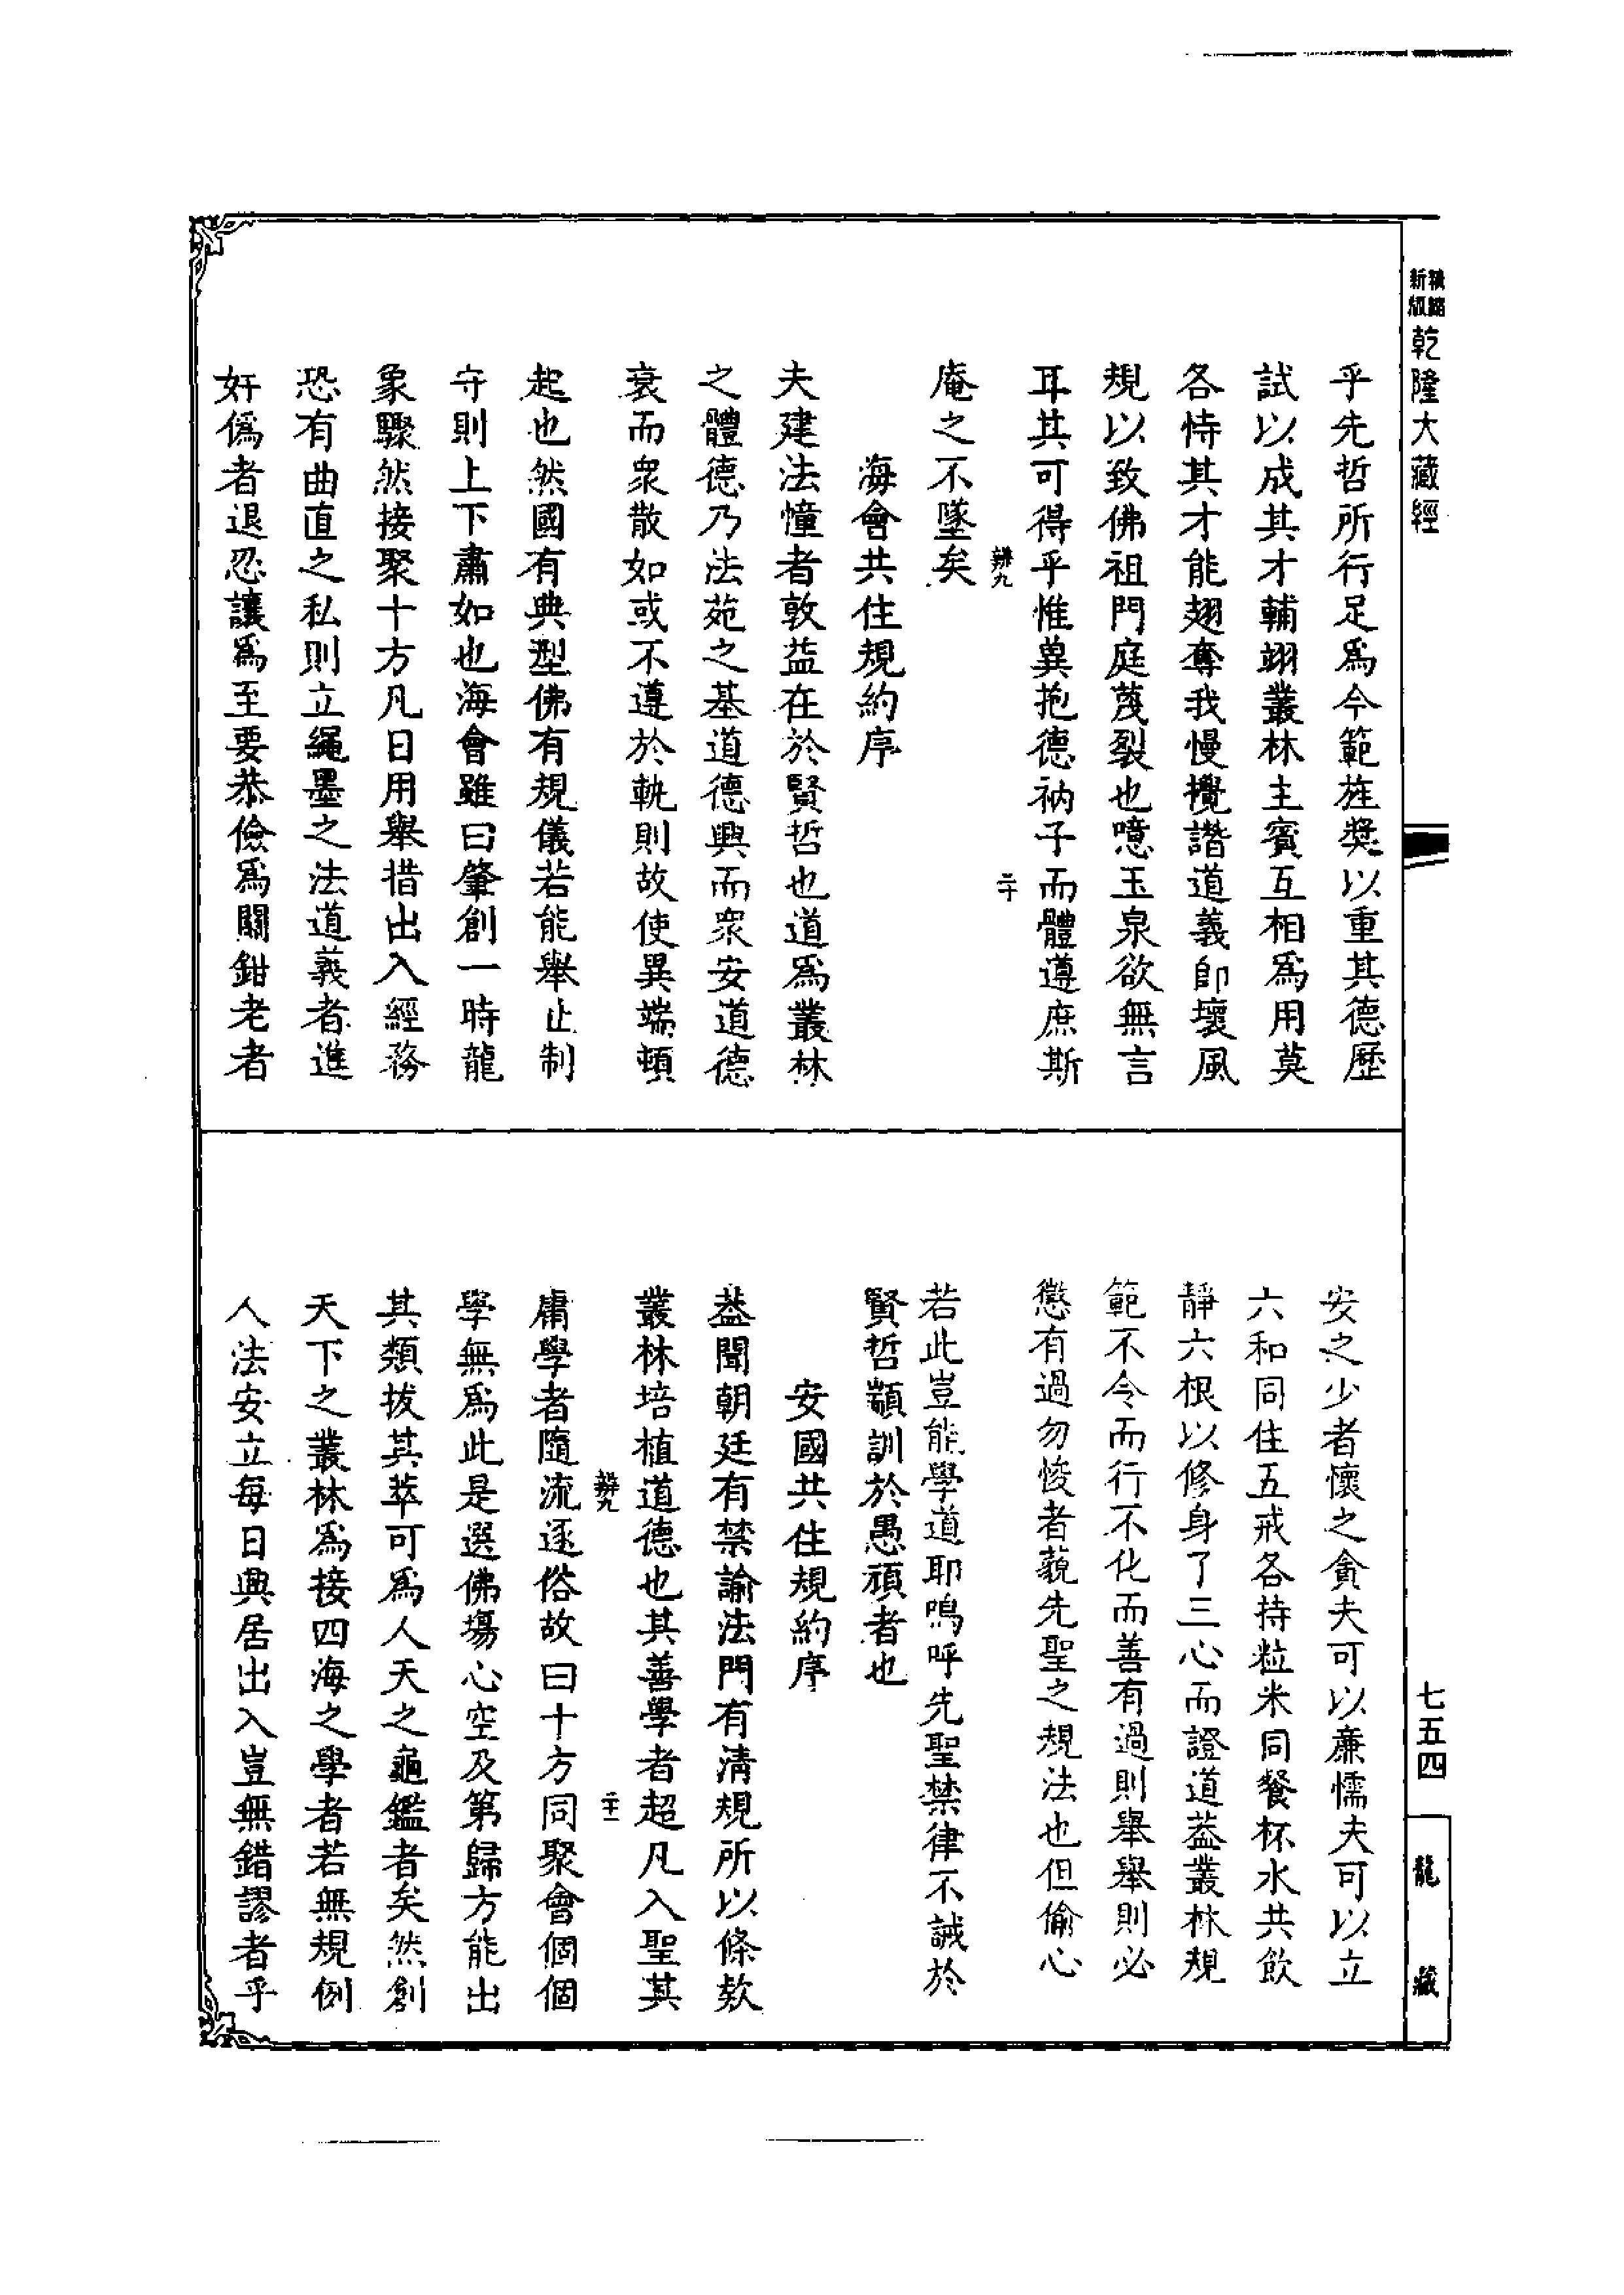 新版精縮乾隆大藏經
乎先哲所行足爲今範旌奬以重其德歷
試以成其才輔翊叢林主賓互相爲用莫
各恃其才能翅奪我慢攪諧道義師壞風
規以致佛祖門庭蔑裂也噫玉泉欲無言
耳其可得乎惟冀抱德衲子而體遵庶斯
辨九 二十
庵之不墜矣
海會共住規約序
夫建法幢者敦益在於賢哲也道爲叢林
之體德乃法苑之基道德興而衆安道德
衰而衆散如或不遵於軌則故使異端頓
起也然國有典型佛有規儀若能舉止制
守則上下肅如也海會雖曰肇創一時龍
象驟然接聚十方凡日用舉措出入經務
恐有曲直之私則立繩墨之法道義者進
奸僞者退忍讓爲至要恭儉爲關鉗老者
安之少者懷之貪夫可以廉懦夫可以立
六和同住五戒各持粒米同餐杯水共飲
靜六根以修身了三心而證道葢叢林規
範不令而行不化而善有過則舉舉則必
懲有過勿悛者藐先聖之規法也但偷心
若此豈能學道耶鳴呼先聖禁律不誡於
賢哲顓訓於愚頑者也
安國共住規約序
葢聞朝廷有禁諭法門有清規所以條欵
叢林培植道德也其善學者超凡入聖其
辨九 二十一
庸學者隨流逐俗故曰十方同聚會個個
學無爲此是選佛塲心空及第歸方能出
其類拔其萃可爲人天之龜鑑者矣然創
天下之叢林爲接四海之學者若無規例
人法安立每日興居出入豈無錯謬者乎
七五四
龍藏